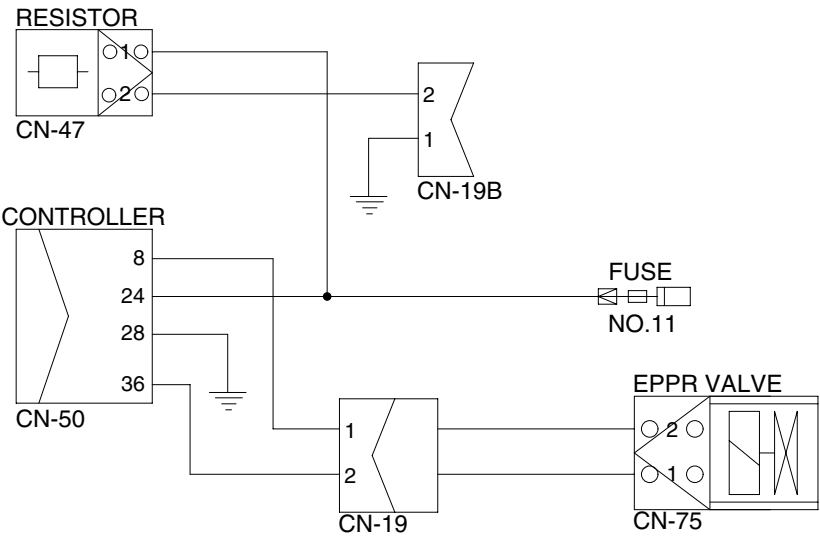 RESISTOR
1
2
CN-47
2
1
CN-19B
CONTROLLER
8
24
28
36
CN-50
FUSE
NO.11
1
2
CN-19
EPPR VALVE
2
1
CN-75